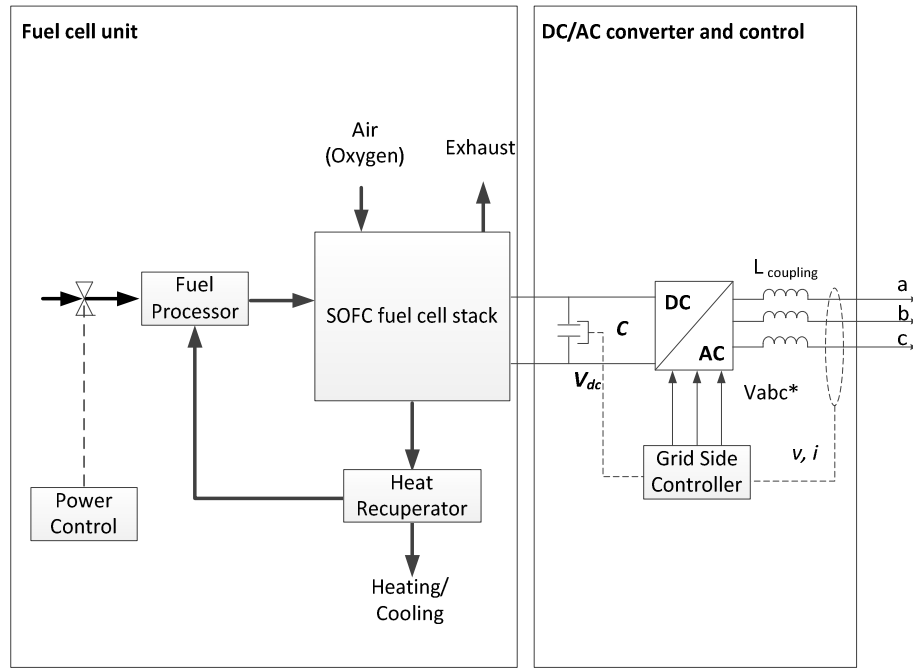 Fuel cell unit
DC/AC converter and control
Air
(Oxygen)
Exhaust
Fuel
Processor
SOFC fuel cell stack
Power
Control
Heat
Recuperator
Heating/
Cooling
C
Vdc
DC
AC
L coupling
a
b
c
Vabc*
v, i
Grid Side
Controller